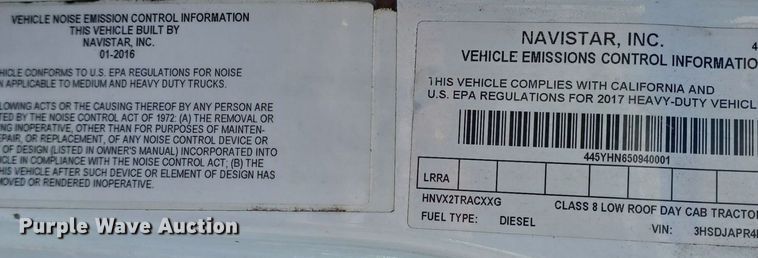 VEHICLE NOISE EMISSION CONTROL INFORMATION
THIS VEHICLE BUILT BY
NAVISTAR, INC.
01-2016
HICLE CONFORMS TO U.S. EPA REGULATIONS FOR NOISE
N APPLICABLE TO MEDIUM AND HEAVY DUTY TRUCKS.
LOWING ACTS OR THE CAUSING THEREOF BY ANY PERSON ARE
TED BY THE NOISE CONTROL ACT OF 1972: (A) THE REMOVAL OR
NG INOPERATIVE, OTHER THAN FOR PURPOSES OF MAINTEN-
EPAIR, OR REPLACEMENT, OF ANY NOISE CONTROL DEVICE OR
OF DESIGN (LISTED IN OWNER'S MANUAL) INCORPORATED INTO
ICLE IN COMPLIANCE WITH THE NOISE CONTROL ACT; (B) THE
HIS VEHICLE AFTER SUCH DEVICE OR ELEMENT OF DESIGN HAS
MOVED OR RENDERED INOPERATIVE.
4
NAVISTAR, INC.
VEHICLE EMISSIONS CONTROL INFORMATIO
THIS VEHICLE COMPLIES WITH CALIFORNIA AND
U.S. EPA REGULATIONS FOR 2017 HEAVY-DUTY VEHICL
445YHN650940001
LRRA
HNVX2TRACXXG CLASS 8 LOW ROOF DAY CAB TRACTO
FUEL TYPE: DIESEL VIN: 3HSDJAPR4
Purple Wave Auction